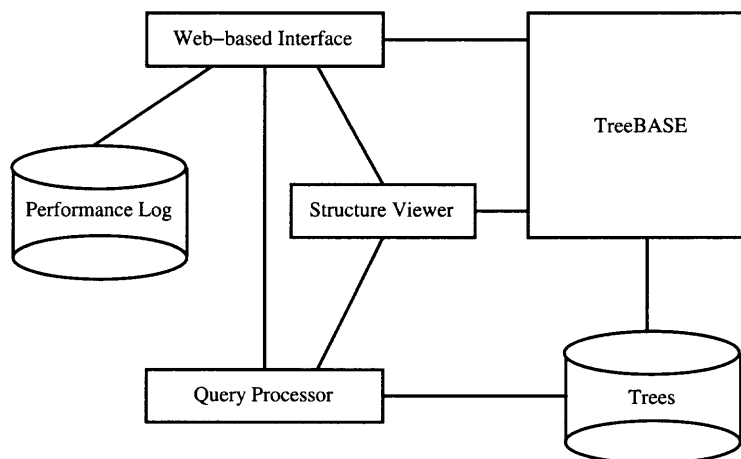 Web-based Interface
TreeBASE
Performance Log
Structure Viewer
Query Processor
Trees